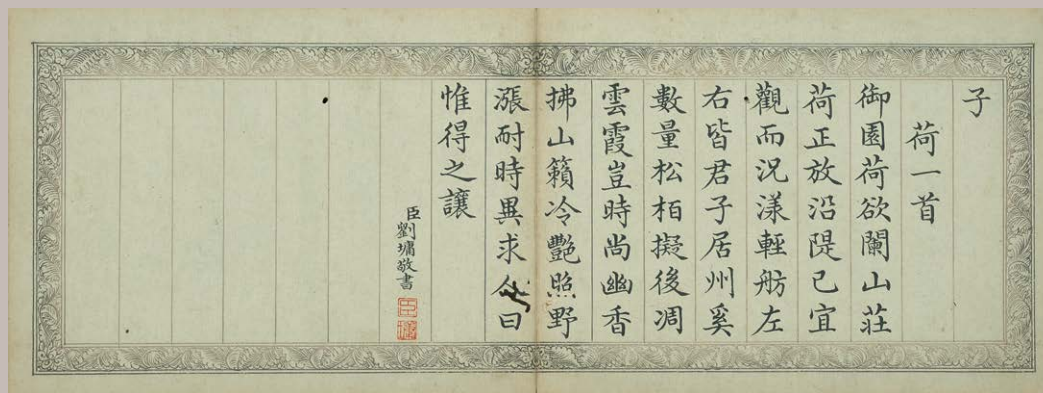 子
荷一首
御園荷欲闌山莊
荷正放沿隄已宜
觀而況漾輕舫左
右皆君子居州奚
數量松柏擬後凋
雲霞豈時尚幽香
拂山籟冷艷照野
漲耐時異求曰
惟得之讓
臣劉墉敬書
臣墉